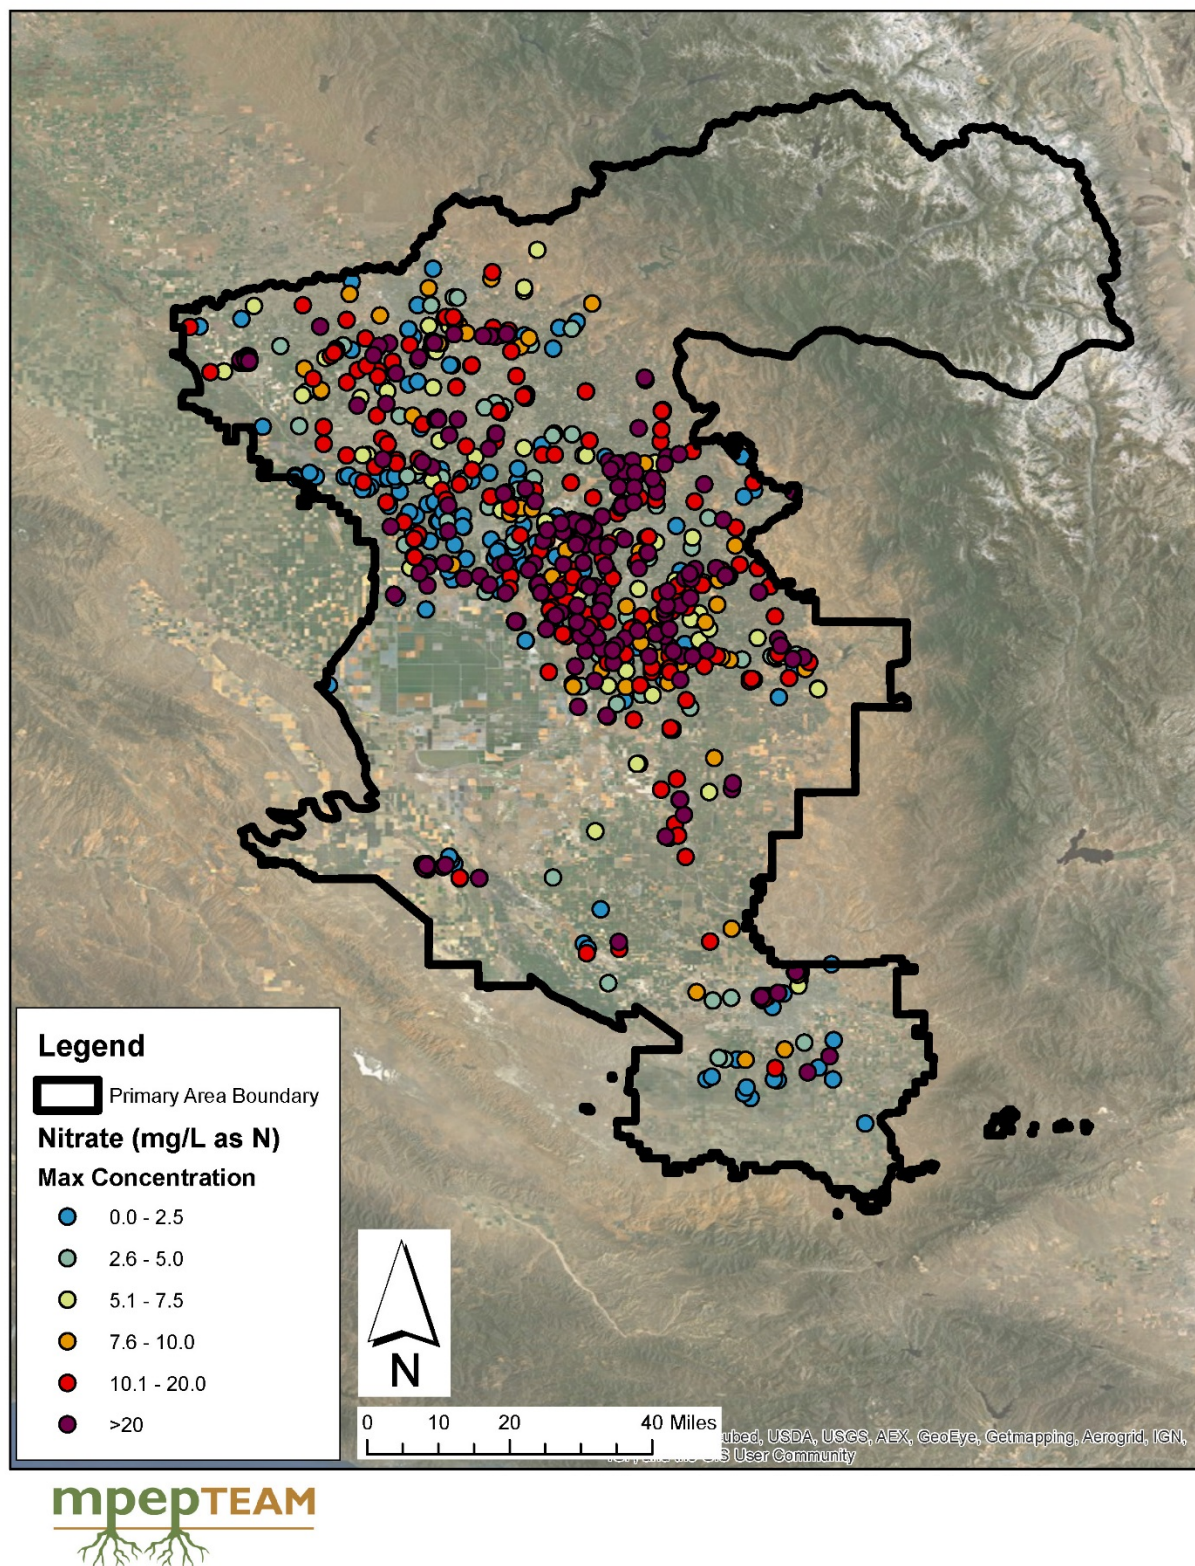 Legend
Primary Area Boundary
Nitrate (mg/L as N)
Max Concentration
0.0 - 2.5
2.6 - 5.0
5.1 - 7.5
7.6 - 10.0
10.1 - 20.0
>20
N
0 10 20 40 Miles
ubed, USDA, USGS, AEX, GeoEye, Getmapping, Aerogrid, IGN,
User Community
mpepTEAM